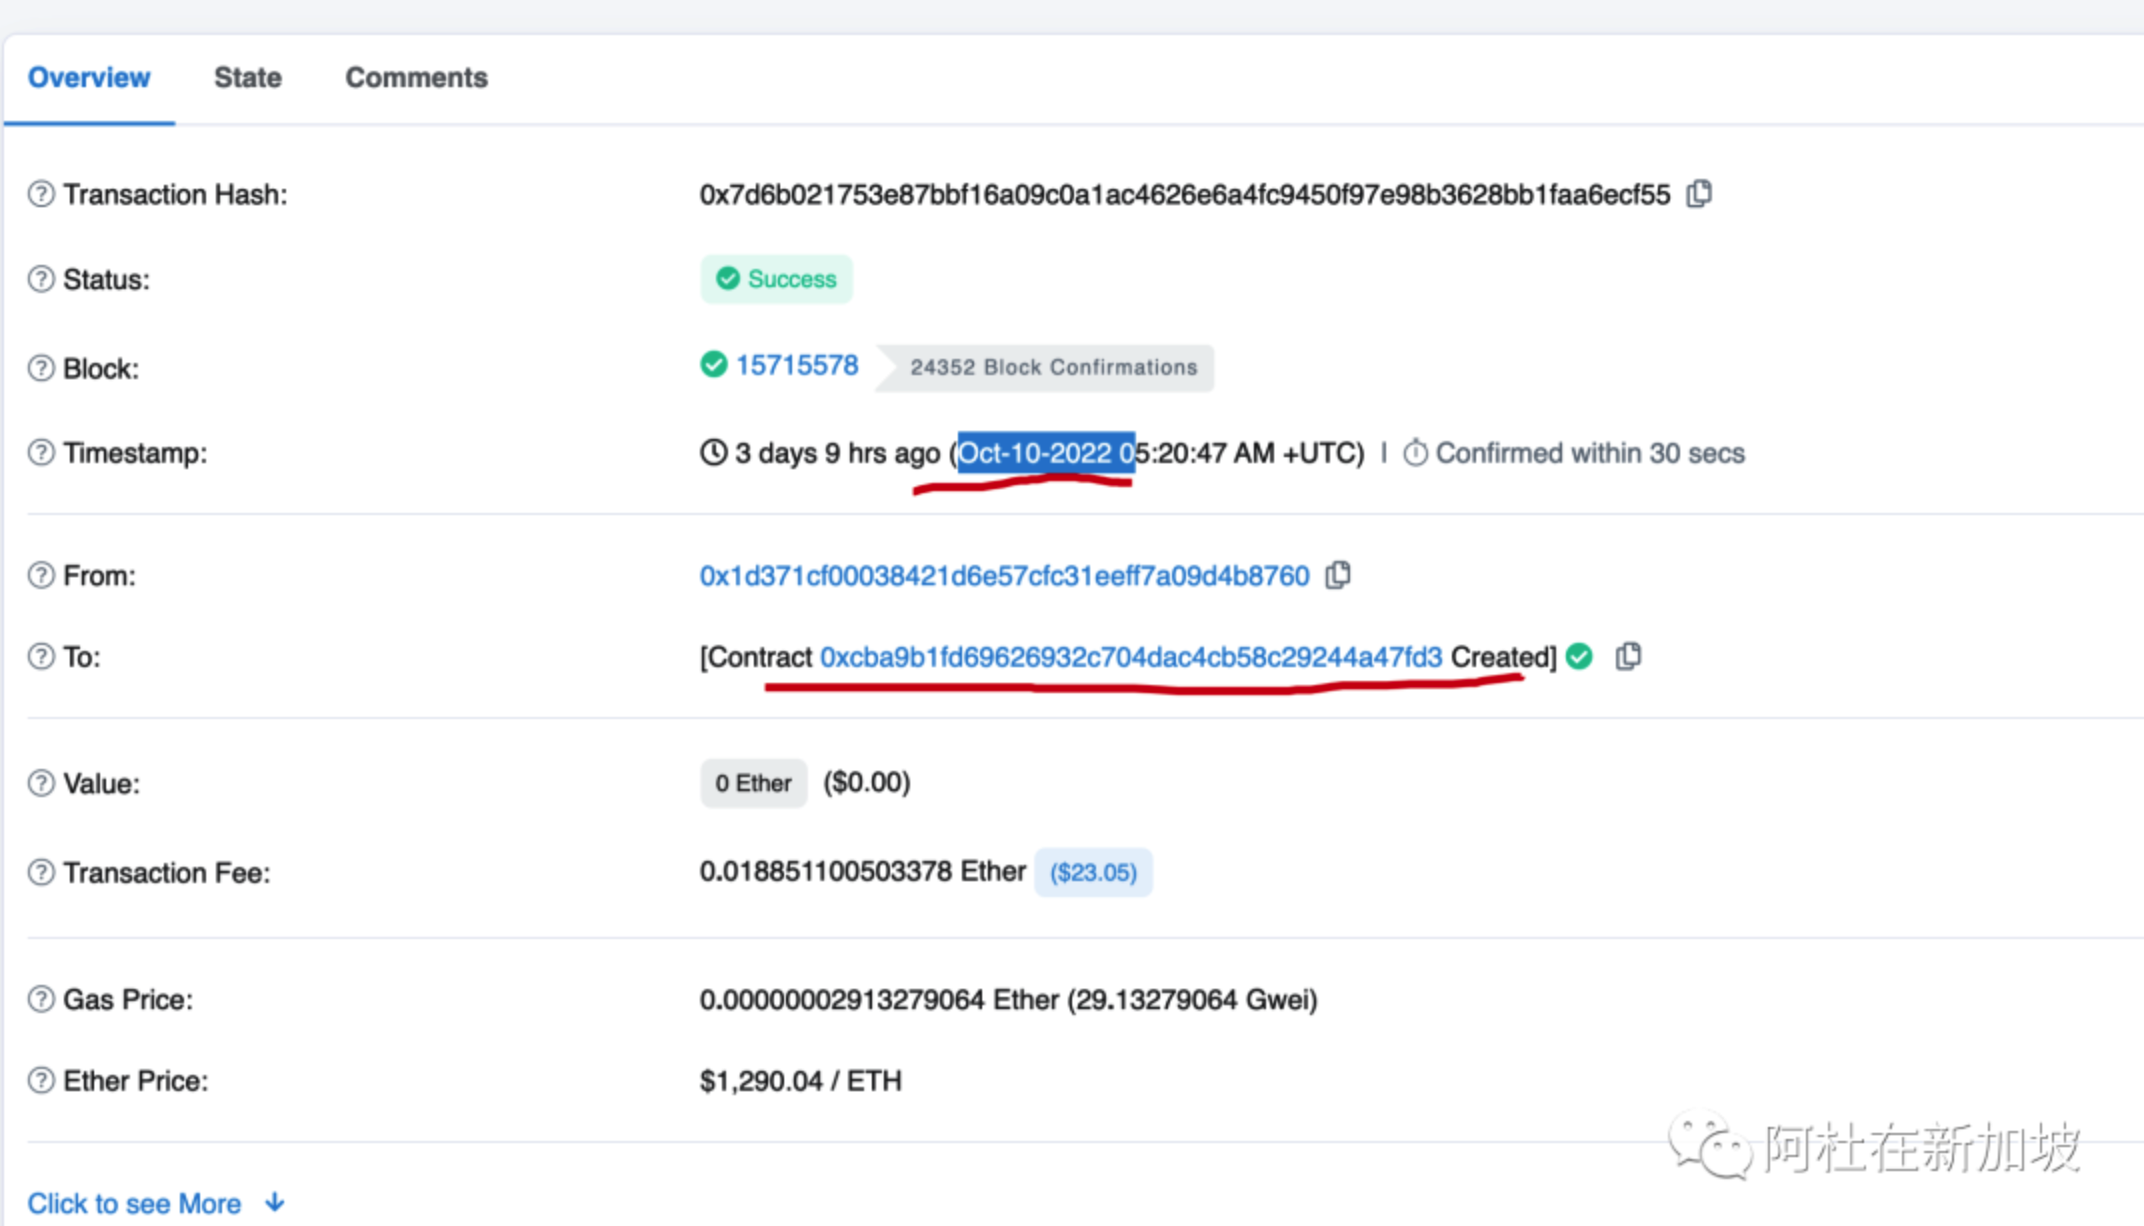 Overview State Comments
Transaction Hash: 0x7d6b021753e87bbf16a09c0a1ac4626e6a4fc9450f97e98b3628bb1faa6ecf55
Status: Success
Block: 15715578 24352 Block Confirmations
Timestamp: 3 days 9 hrs ago (Oct-10-2022 05:20:47 AM +UTC) | Confirmed within 30 secs
From: 0x1d371cf00038421d6e57cfc31eeff7a09d4b8760
To: [Contract 0xcba9b1fd69626932c704dac4cb58c29244a47fd3 Created]
Value: 0 Ether ($0.00)
Transaction Fee: 0.018851100503378 Ether ($23.05)
Gas Price: 0.00000002913279064 Ether (29.13279064 Gwei)
Ether Price: $1,290.04 / ETH
阿杜在新加坡
Click to see More